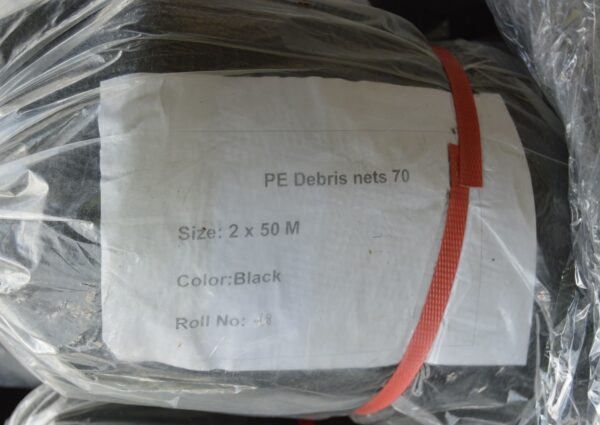 PE Debris nets 70
Size: 2 x 50 M
Color:Black
Roll No: